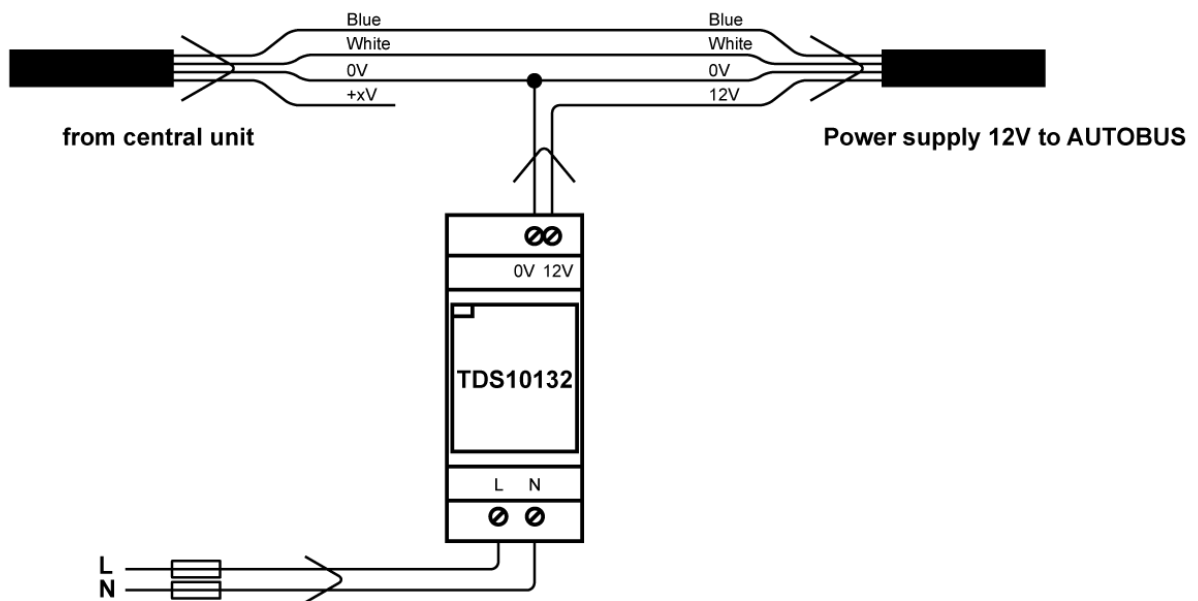 Blue Blue
White White
0V 0V
+xV 12V
from central unit Power supply 12V to AUTOBUS
0V 12V
TDS10132
L N
L
N